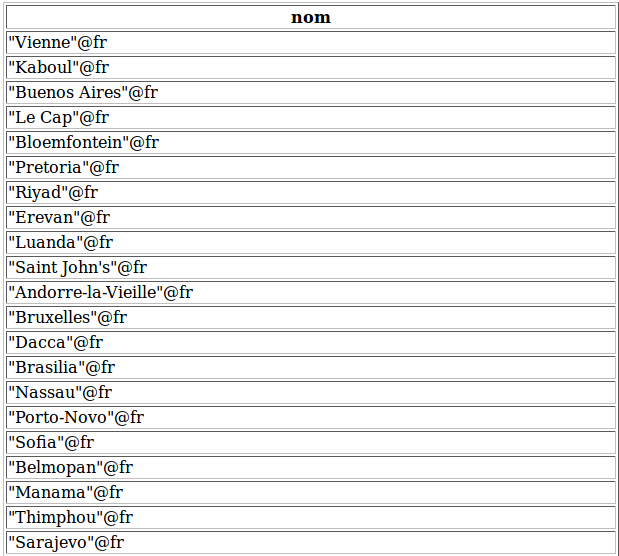 nom
"Vienne"@fr
"Kaboul"@fr
"Buenos Aires"@fr
"Le Cap"@fr
"Bloemfontein"@fr
"Pretoria"@fr
"Riyad"@fr
"Erevan"@fr
"Luanda"@fr
"Saint John's"@fr
"Andorre-la-Vieille"@fr
"Bruxelles"@fr
"Dacca"@fr
"Brasilia"@fr
"Nassau"@fr
"Porto-Novo"@fr
"Sofia"@fr
"Belmopan"@fr
"Manama"@fr
"Thimphou"@fr
"Sarajevo"@fr